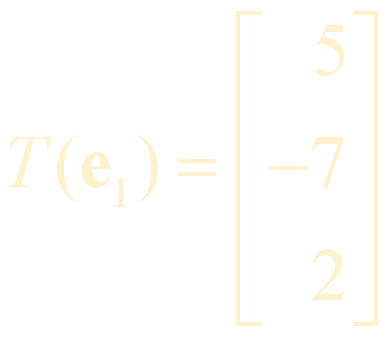 T(e₁) = [ 5
−7
2 ]